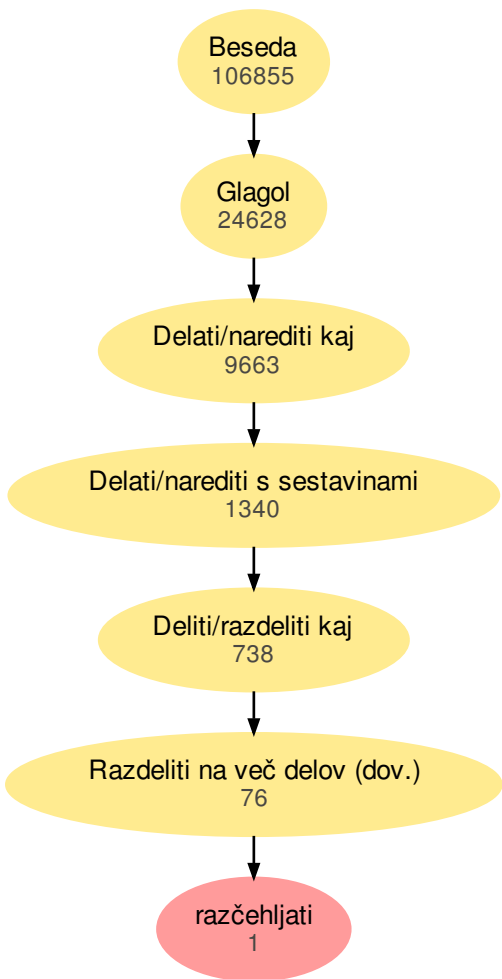 Beseda
106855
Glagol
24628
Delati/narediti kaj
9663
Delati/narediti s sestavinami
1340
Deliti/razdeliti kaj
738
Razdeliti na več delov (dov.)
76
razčehljati
1